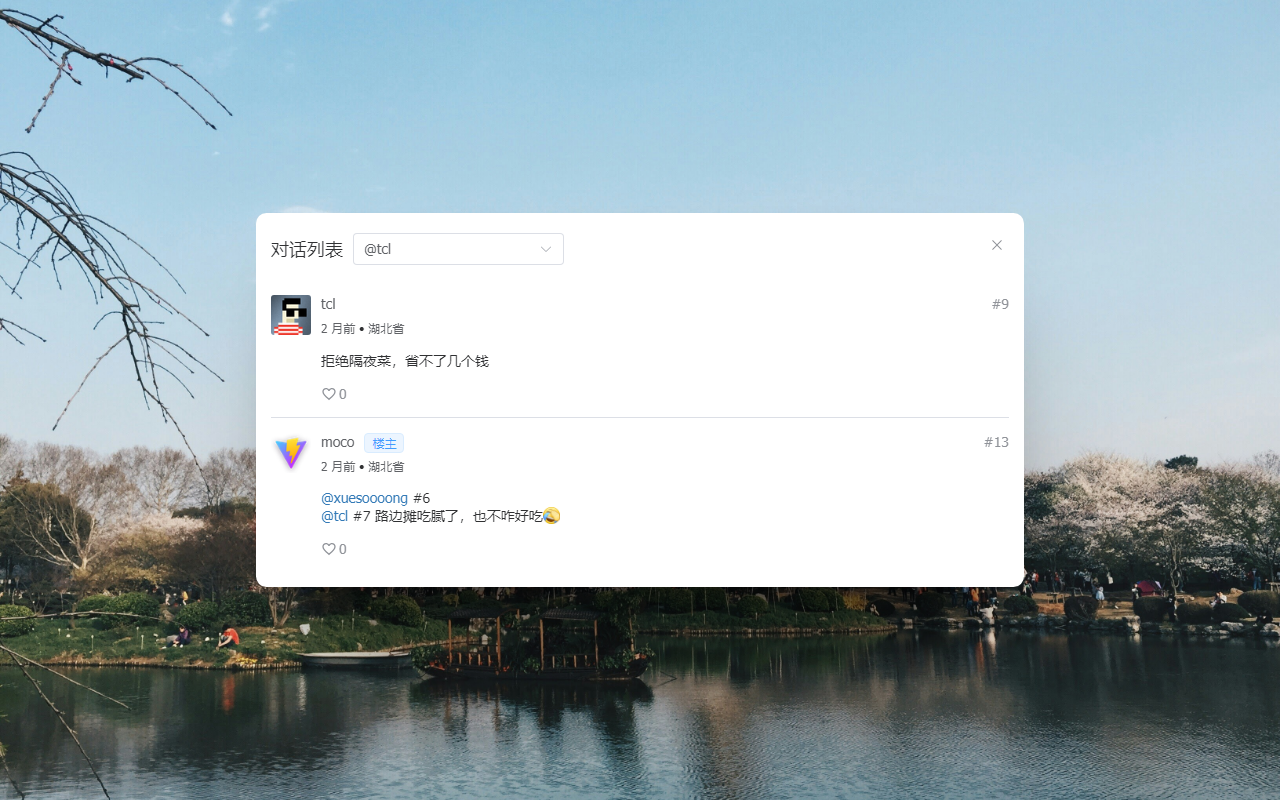 对话列表 @tcl
tcl #9
2 月前 • 湖北省
拒绝隔夜菜，省不了几个钱
0
moco 楼主 #13
2 月前 • 湖北省
@xuesoooong #6
@tcl #7 路边摊吃腻了，也不咋好吃
0